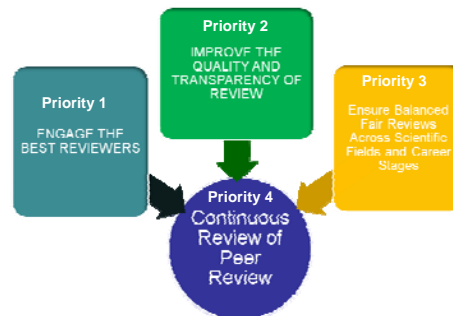 Priority 1
ENGAGE THE
BEST REVIEWERS
Priority 2
IMPROVE THE
QUALITY AND
TRANSPARENCY OF
REVIEW
Priority 3
Ensure Balanced
Fair Reviews
Across Scientific
Fields and Career
Stages
Priority 4
Continuous
Review of
Peer
Review